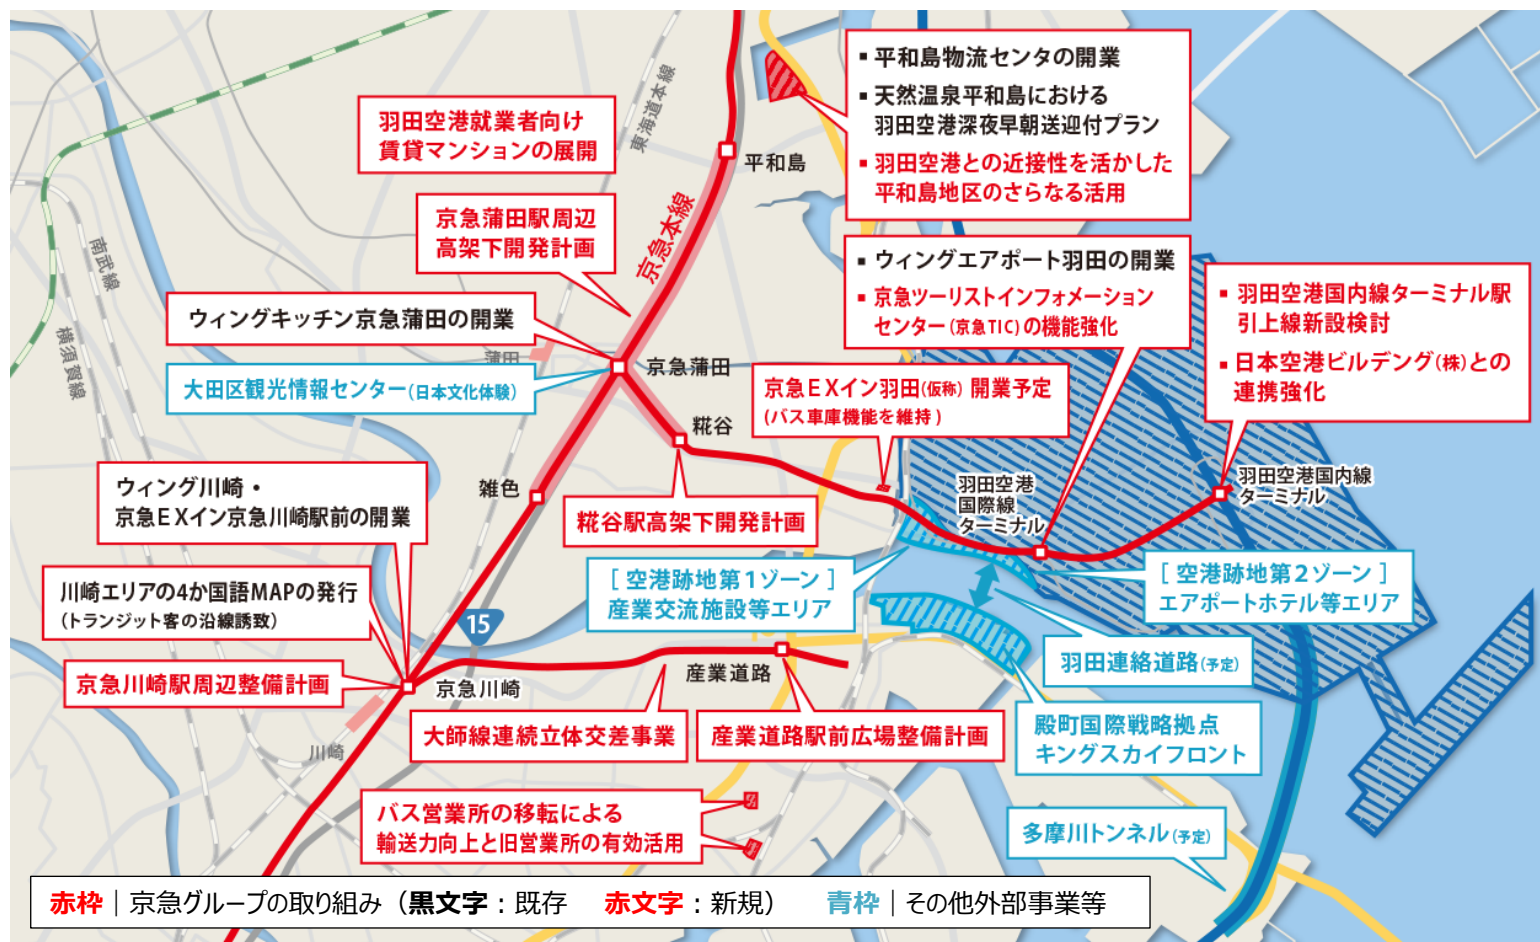 ▪ 平和島物流センタの開業
▪ 天然温泉平和島における
羽田空港深夜早朝送迎付プラン
▪ 羽田空港との近接性を活かした
平和島地区のさらなる活用
東海道本線
羽田空港就業者向け
賃貸マンションの展開
平和島
京急蒲田駅周辺
高架下開発計画
京急本線
南武線
横須賀線
▪ ウィングエアポート羽田の開業
▪ 京急ツーリストインフォメーション
センター(京急TIC)の機能強化
▪ 羽田空港国内線ターミナル駅
引上線新設検討
▪ 日本空港ビルデング(株)との
連携強化
ウィングキッチン京急蒲田の開業
蒲田
京急蒲田
大田区観光情報センター(日本文化体験)
京急EXイン羽田(仮称)開業予定
(バス車庫機能を維持)
糀谷
雑色
ウィング川崎・
京急EXイン京急川崎駅前の開業
糀谷駅高架下開発計画
羽田空港
国際線
ターミナル
羽田空港国内線
ターミナル
川崎エリアの4か国語MAPの発行
(トランジット客の沿線誘致)
15
[空港跡地第1ゾーン]
産業交流施設等エリア
[空港跡地第2ゾーン]
エアポートホテル等エリア
京急川崎駅周辺整備計画
京急川崎
産業道路
羽田連絡道路(予定)
川崎
大師線連続立体交差事業
産業道路駅前広場整備計画
殿町国際戦略拠点
キングスカイフロント
バス営業所の移転による
輸送力向上と旧営業所の有効活用
多摩川トンネル(予定)
赤枠|京急グループの取り組み(黒文字:既存 赤文字:新規) 青枠|その他外部事業等